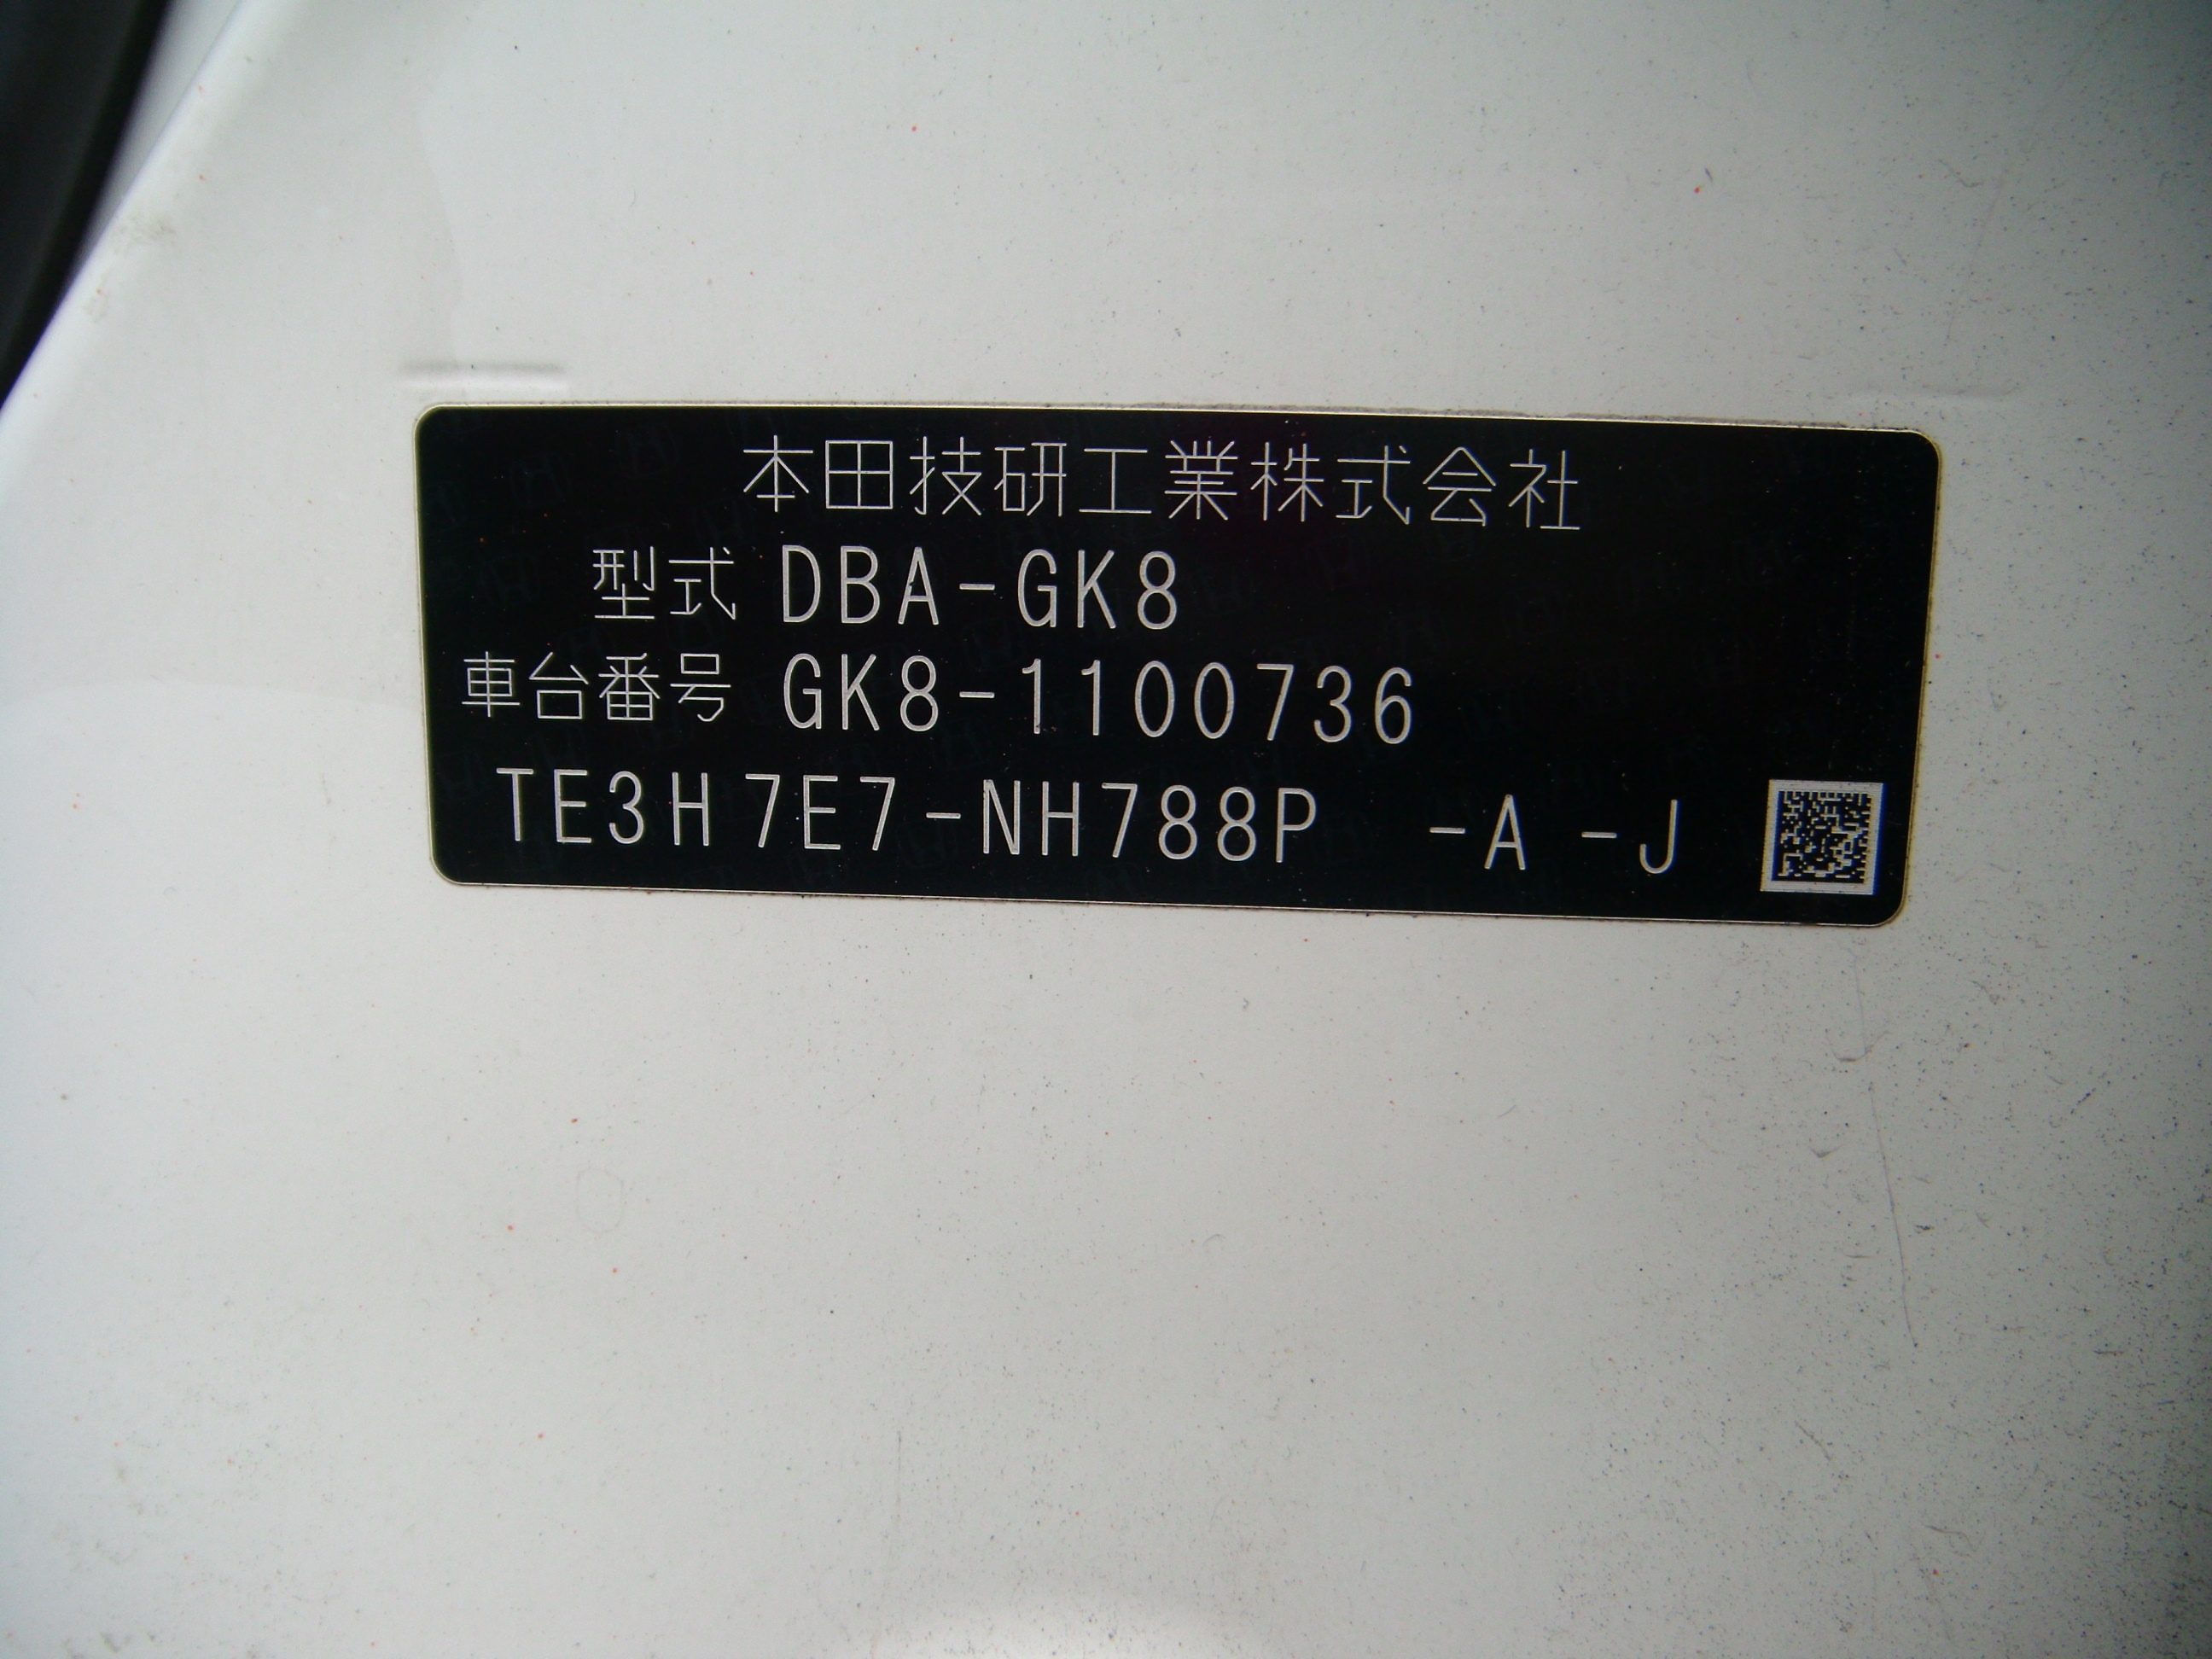 本田技研工業株式会社
型式 DBA-GK8
車台番号 GK8-1100736
TE3H7E7-NH788P -A -J